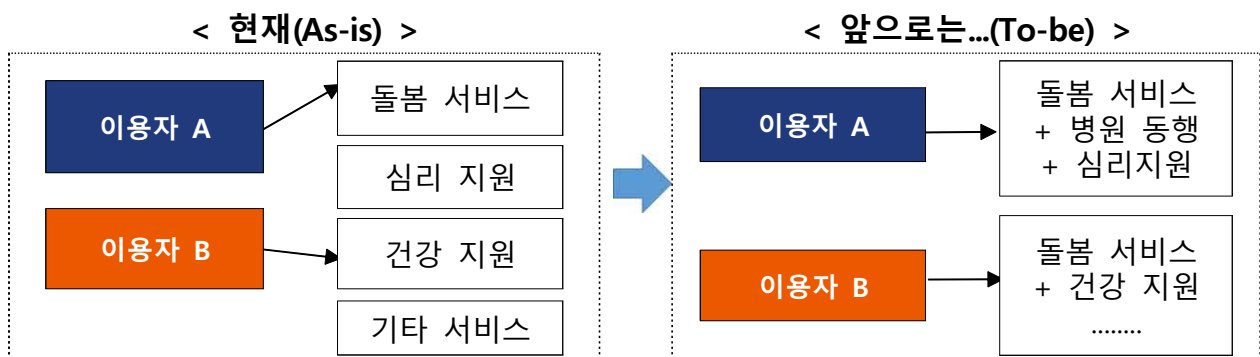 < 현재(As-is) >
이용자 A
이용자 B
돌봄 서비스
심리 지원
건강 지원
기타 서비스
< 앞으로는...(To-be) >
이용자 A
돌봄 서비스
+ 병원 동행
+ 심리지원
이용자 B
돌봄 서비스
+ 건강 지원
........